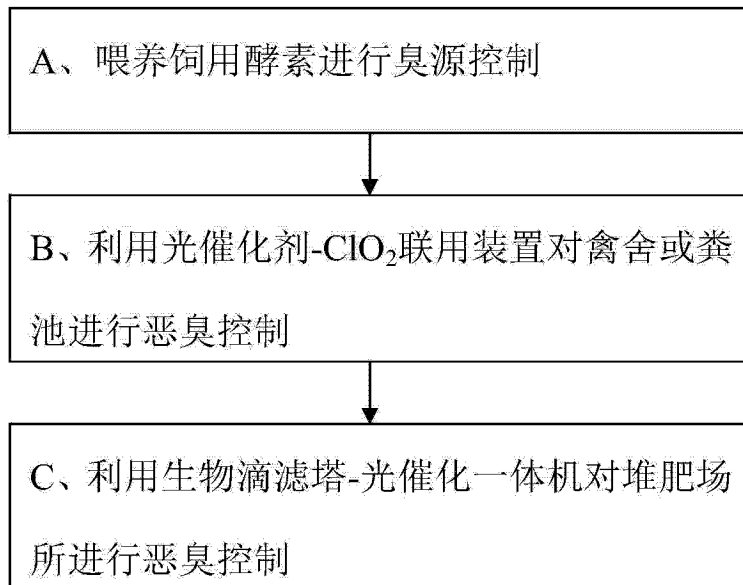 A、喂养饲用酵素进行臭源控制
B、利用光催化剂-ClO₂联用装置对禽舍或粪
池进行恶臭控制
C、利用生物滴滤塔-光催化一体机对堆肥场
所进行恶臭控制